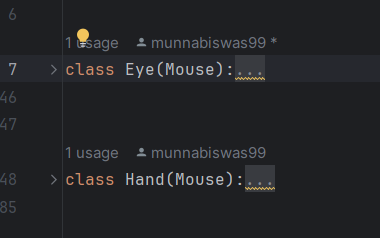 6
1 usage munnabiswas99 *
7 class Eye(Mouse):...
46
47
1 usage munnabiswas99
48 class Hand(Mouse):...
85